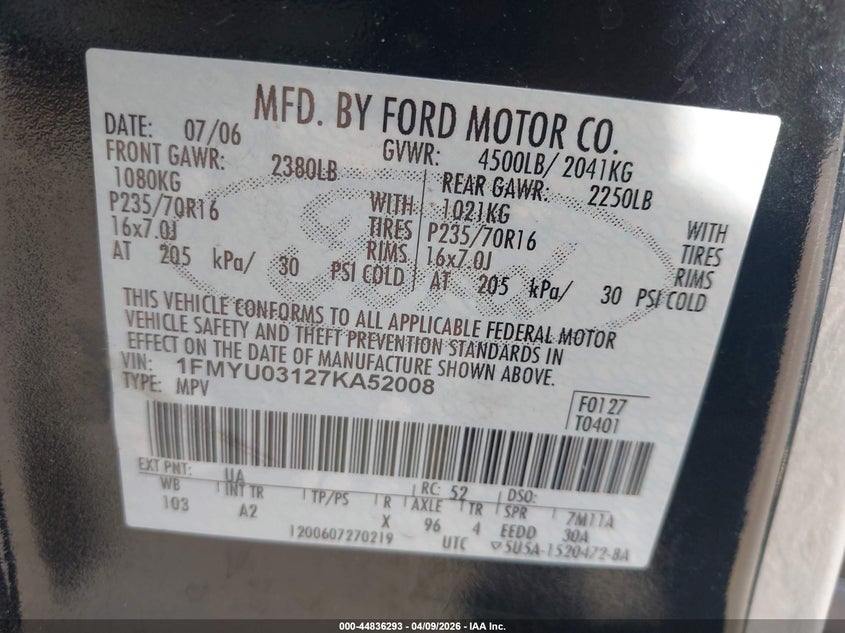 MFD. BY FORD MOTOR CO.
DATE: 07/06 GVWR: 4500LB/ 2041KG
FRONT GAWR: 2380LB REAR GAWR: 2250LB
1080KG WITH 1021KG WITH
P235/70R16 TIRES P235/70R16 TIRES
16x7.0J RIMS 16x7.0J RIMS
AT 205 kPa/ 30 PSI COLD AT 205 kPa/ 30 PSI COLD
THIS VEHICLE CONFORMS TO ALL APPLICABLE FEDERAL MOTOR
VEHICLE SAFETY AND THEFT PREVENTION STANDARDS IN
EFFECT ON THE DATE OF MANUFACTURE SHOWN ABOVE.
VIN: 1FMYU03127KA52008
TYPE: MPV
F0127
T0401
EXT PNT: UA RC: 52 DSO:
WB INT TR TP/PS R AXLE TR SPR 7M11A
103 A2 X 96 4 EEDD 30A
1200607270219 UTC ▽5U5A-1520472-BA
000-44836293 - 04/09/2026 - IAA Inc.